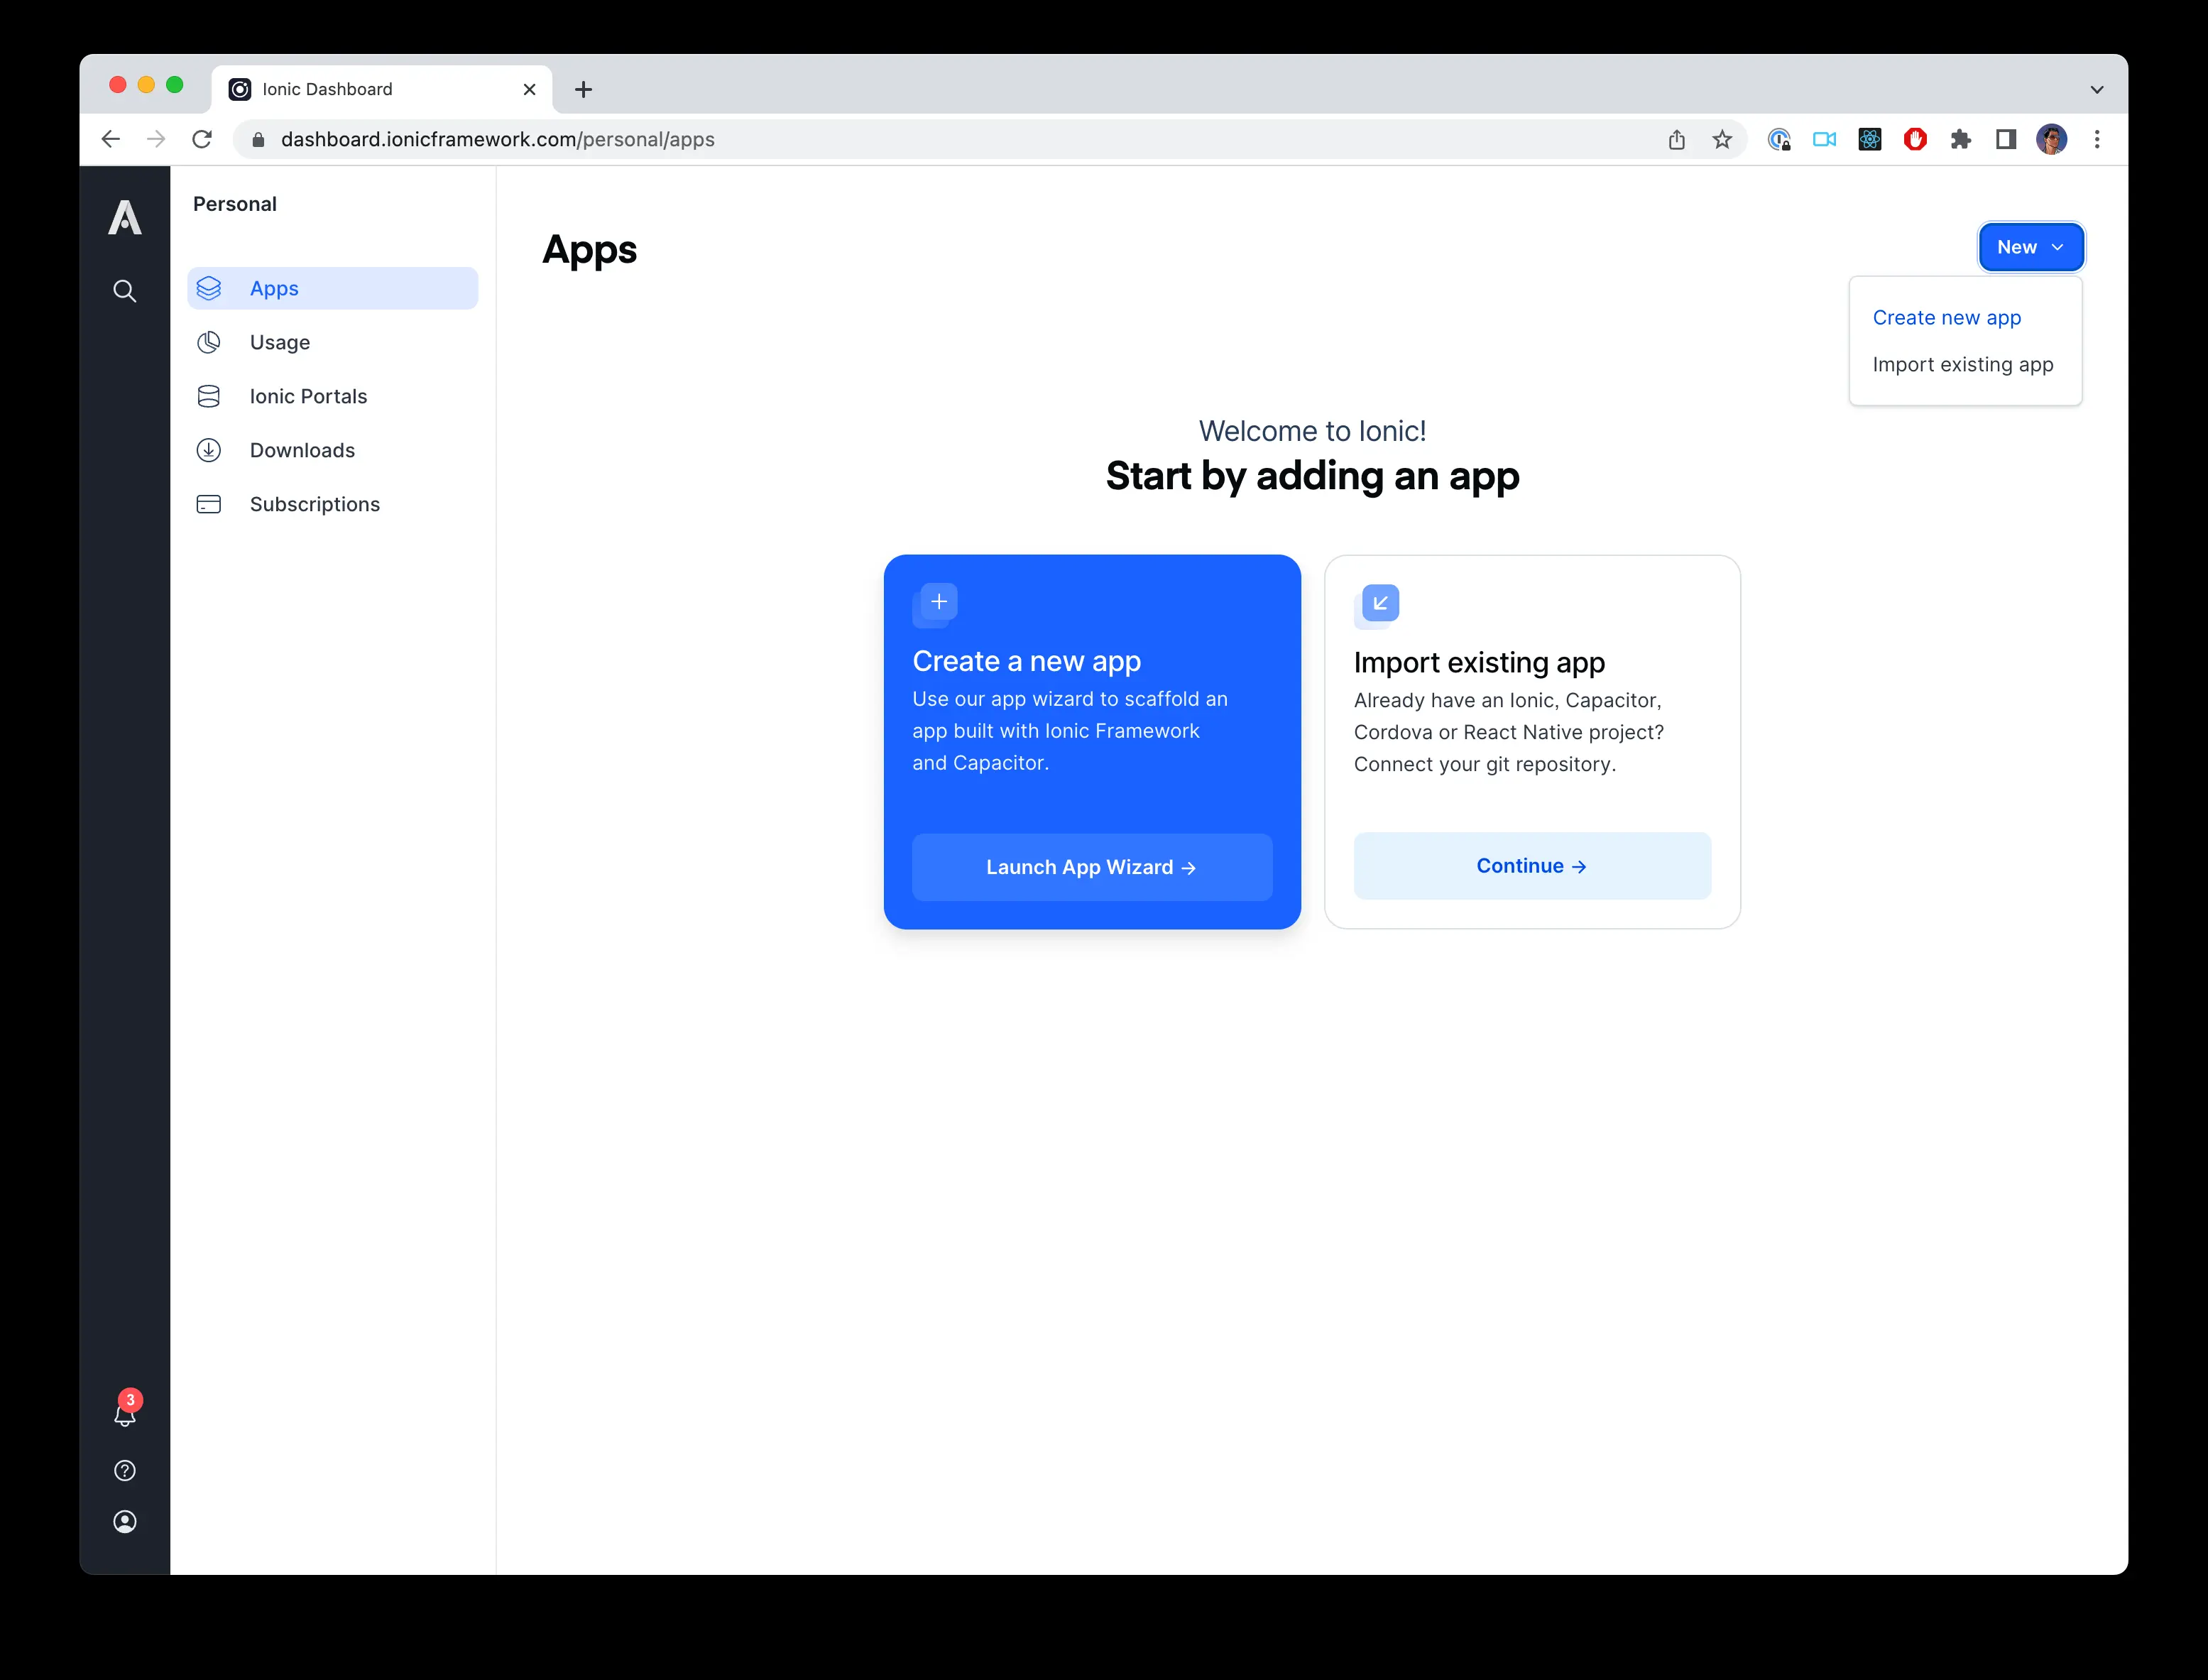 Ionic Dashboard
dashboard.ionicframework.com/personal/apps
Personal
Apps
Usage
Ionic Portals
Downloads
Subscriptions
3
Apps
New
Create new app
Import existing app
Welcome to Ionic!
Start by adding an app
Create a new app
Use our app wizard to scaffold an
app built with Ionic Framework
and Capacitor.
Launch App Wizard →
Import existing app
Already have an Ionic, Capacitor,
Cordova or React Native project?
Connect your git repository.
Continue →